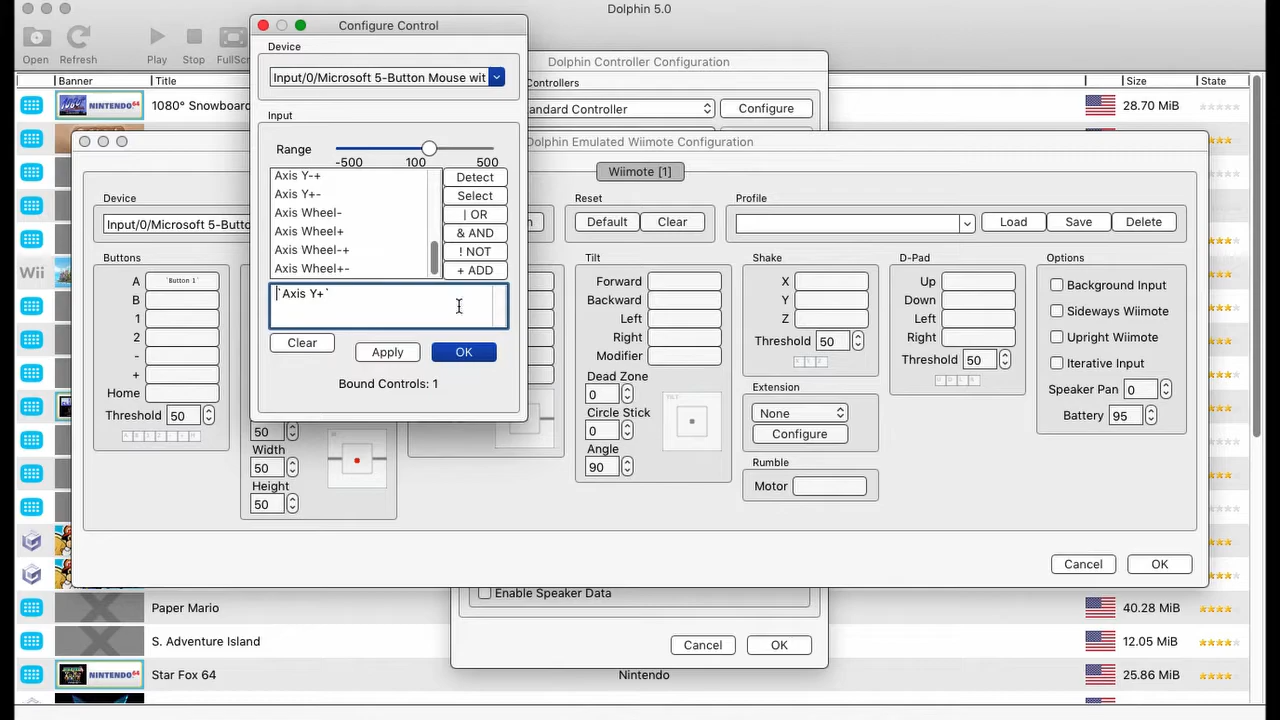 Dolphin 5.0
Open
Refresh
Play
Stop
FullScr
Banner
Title
Size
State
1080° Snowboard
28.70 MiB
NINTENDO 64
Configure Control
Device
Input/0/Microsoft 5-Button Mouse wit
Input
Range
-500
100
500
Axis Y-+
Axis Y+-
Axis Wheel-
Axis Wheel+
Axis Wheel-+
Axis Wheel+-
Detect
Select
| OR
& AND
! NOT
+ ADD
`Axis Y+`
Clear
Apply
OK
Bound Controls: 1
Dolphin Controller Configuration
Controllers
andard Controller
Configure
Dolphin Emulated Wiimote Configuration
Wiimote [1]
Device
Input/0/Microsoft 5-Butto
Reset
Default
Clear
Profile
Load
Save
Delete
Buttons
A
`Button 1`
B
1
2
-
+
Home
Threshold
50
50
Width
50
Height
50
Tilt
Forward
Backward
Left
Right
Modifier
Dead Zone
0
Circle Stick
0
Angle
90
Shake
X
Y
Z
Threshold
50
Extension
None
Configure
Rumble
Motor
D-Pad
Up
Down
Left
Right
Threshold
50
Options
Background Input
Sideways Wiimote
Upright Wiimote
Iterative Input
Speaker Pan
0
Battery
95
Cancel
OK
Enable Speaker Data
Cancel
OK
Wii
Paper Mario
40.28 MiB
S. Adventure Island
12.05 MiB
NINTENDO 64
Star Fox 64
Nintendo
25.86 MiB